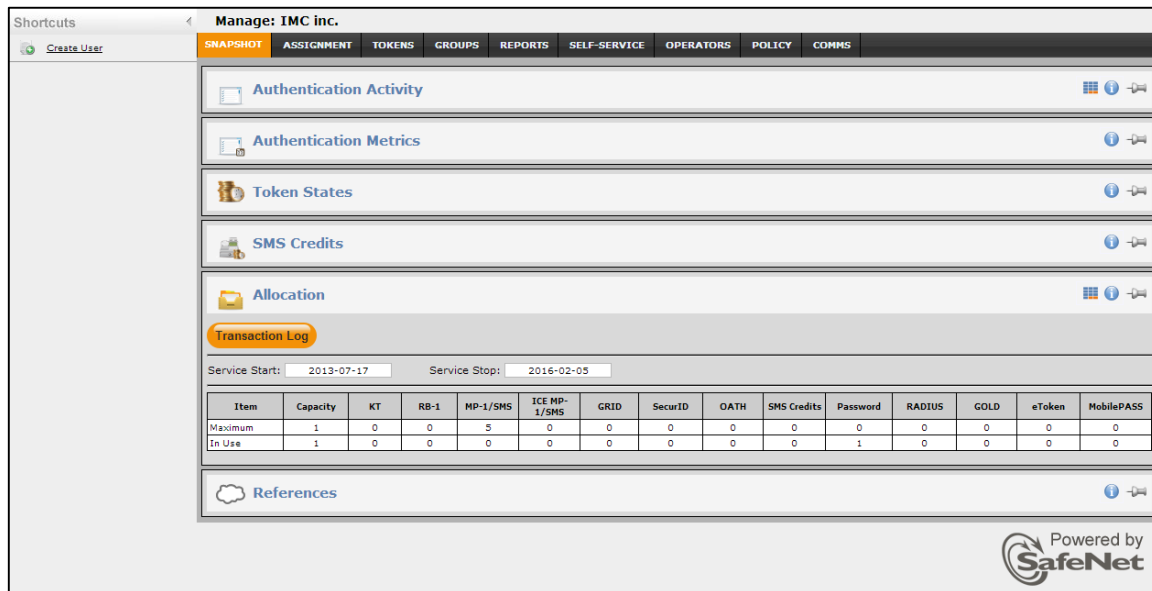 Shortcuts
Create User
Manage: IMC inc.
SNAPSHOT ASSIGNMENT TOKENS GROUPS REPORTS SELF-SERVICE OPERATORS POLICY COMMS
Authentication Activity
Authentication Metrics
Token States
SMS Credits
Allocation
Transaction Log
Service Start: 2013-07-17 Service Stop: 2016-02-05
Item Capacity KT RB-1 MP-1/SMS ICE MP-1/SMS GRID SecurID OATH SMS Credits Password RADIUS GOLD eToken MobilePASS
Maximum 1 0 0 5 0 0 0 0 0 0 0 0 0 0
In Use 1 0 0 0 0 0 0 0 0 1 0 0 0 0
References
Powered by
SafeNet